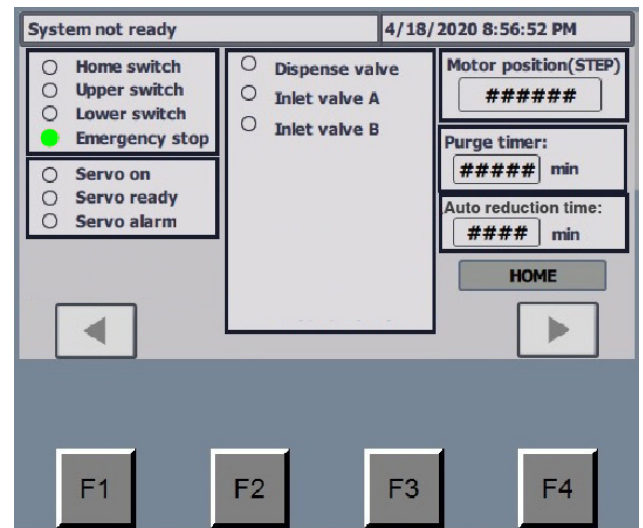 System not ready
4/18/2020 8:56:52 PM
Home switch
Upper switch
Lower switch
Emergency stop
Servo on
Servo ready
Servo alarm
Dispense valve
Inlet valve A
Inlet valve B
Motor position(STEP)
######
Purge timer:
##### min
Auto reduction time:
#### min
HOME
F1 F2 F3 F4